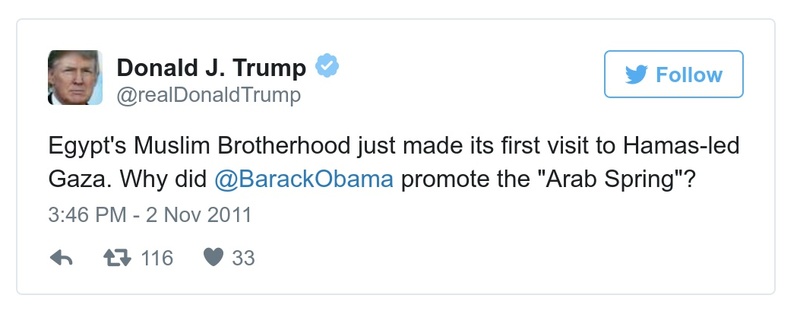 Donald J. Trump
@realDonaldTrump
Follow
Egypt's Muslim Brotherhood just made its first visit to Hamas-led
Gaza. Why did @BarackObama promote the "Arab Spring"?
3:46 PM - 2 Nov 2011
116 33